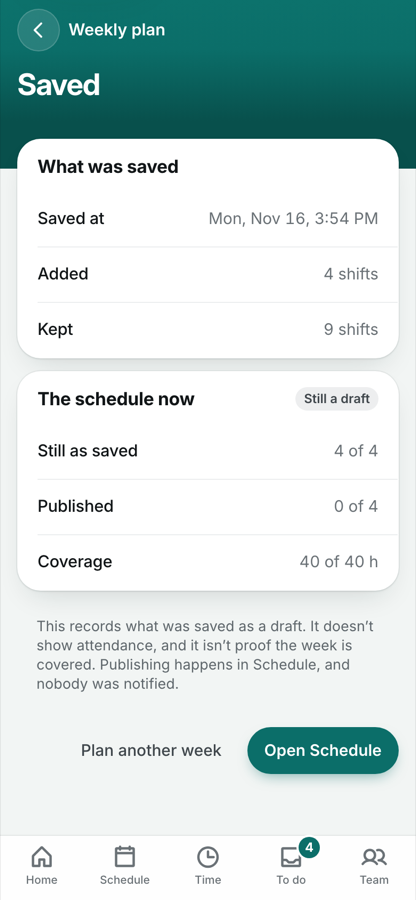 Weekly plan
Saved
What was saved
Saved at
Mon, Nov 16, 3:54 PM
Added
4 shifts
Kept
9 shifts
The schedule now
Still a draft
Still as saved
4 of 4
Published
0 of 4
Coverage
40 of 40 h
This records what was saved as a draft. It doesn’t
show attendance, and it isn’t proof the week is
covered. Publishing happens in Schedule, and
nobody was notified.
Plan another week
Open Schedule
4
Home
Schedule
Time
To do
Team